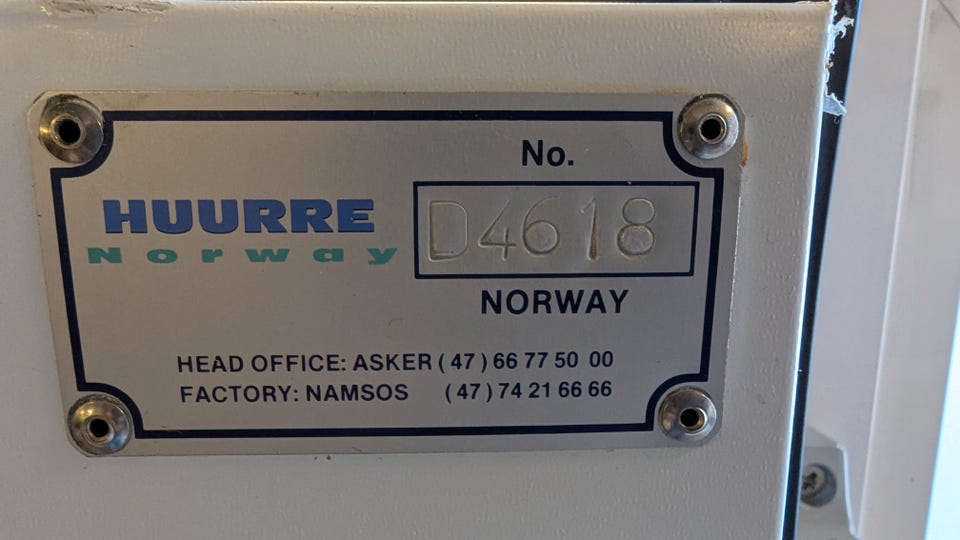 No.
HUURRE
Norway
D4618
NORWAY
HEAD OFFICE: ASKER (47) 66 77 50 00
FACTORY: NAMSOS (47) 74 21 66 66